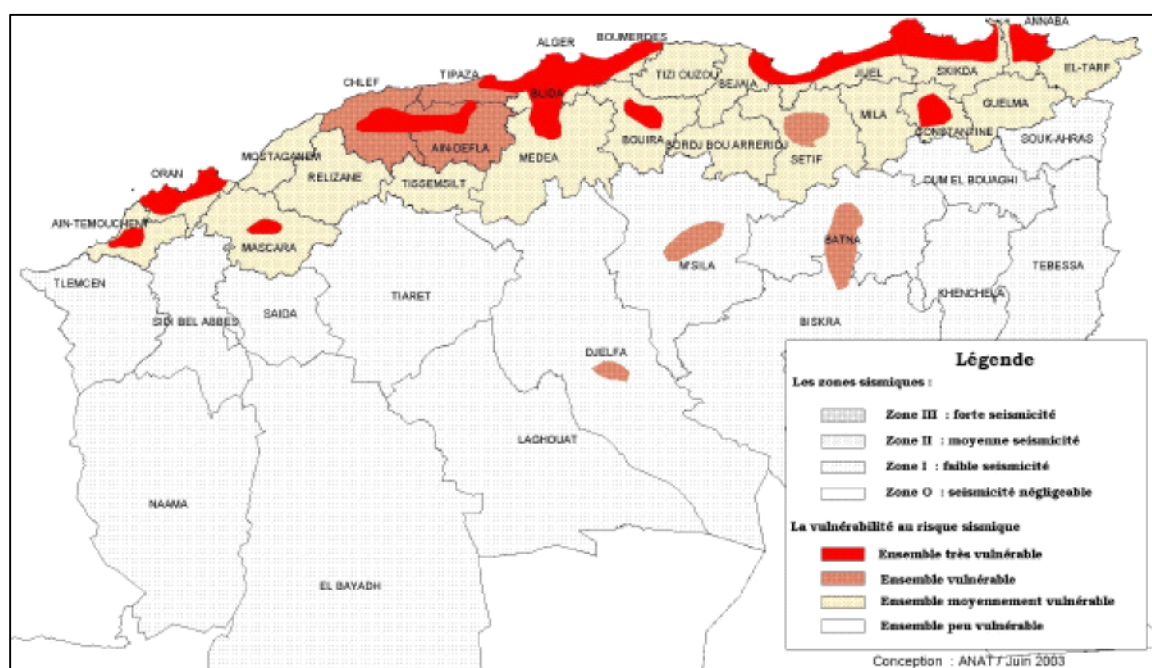 ANNABA
BOUMERDES
ALGER
SKIKDA
EL-TARF
TIPAZA
TIZI OUZOU
BEJAIA
JIJEL
CHLEF
BLIDA
MILA
GUELMA
CONSTANTINE
SOUK-AHRAS
BOUIRA
BORDJ BOU ARRERIDJ
AIN-DEFLA
MEDEA
SETIF
MOSTAGANEM
ORAN
RELIZANE
TISSEMSILT
OUM EL BOUAGHI
AIN-TEMOUCHENT
MASCARA
BATNA
M'SILA
TEBESSA
TLEMCEN
TIARET
KHENCHELA
SAIDA
SIDI BEL ABBES
BISKRA
DJELFA
LAGHOUAT
NAAMA
EL BAYADH
Légende
Les zones sismiques :
Zone III : forte seismicité
Zone II : moyenne seismicité
Zone I : faible seismicité
Zone O : seismicité négligeable
La vulnérabilité au risque sismique
Ensemble très vulnérable
Ensemble vulnérable
Ensemble moyennement vulnérable
Ensemble peu vulnérable
Conception : ANAT / Juin 2003